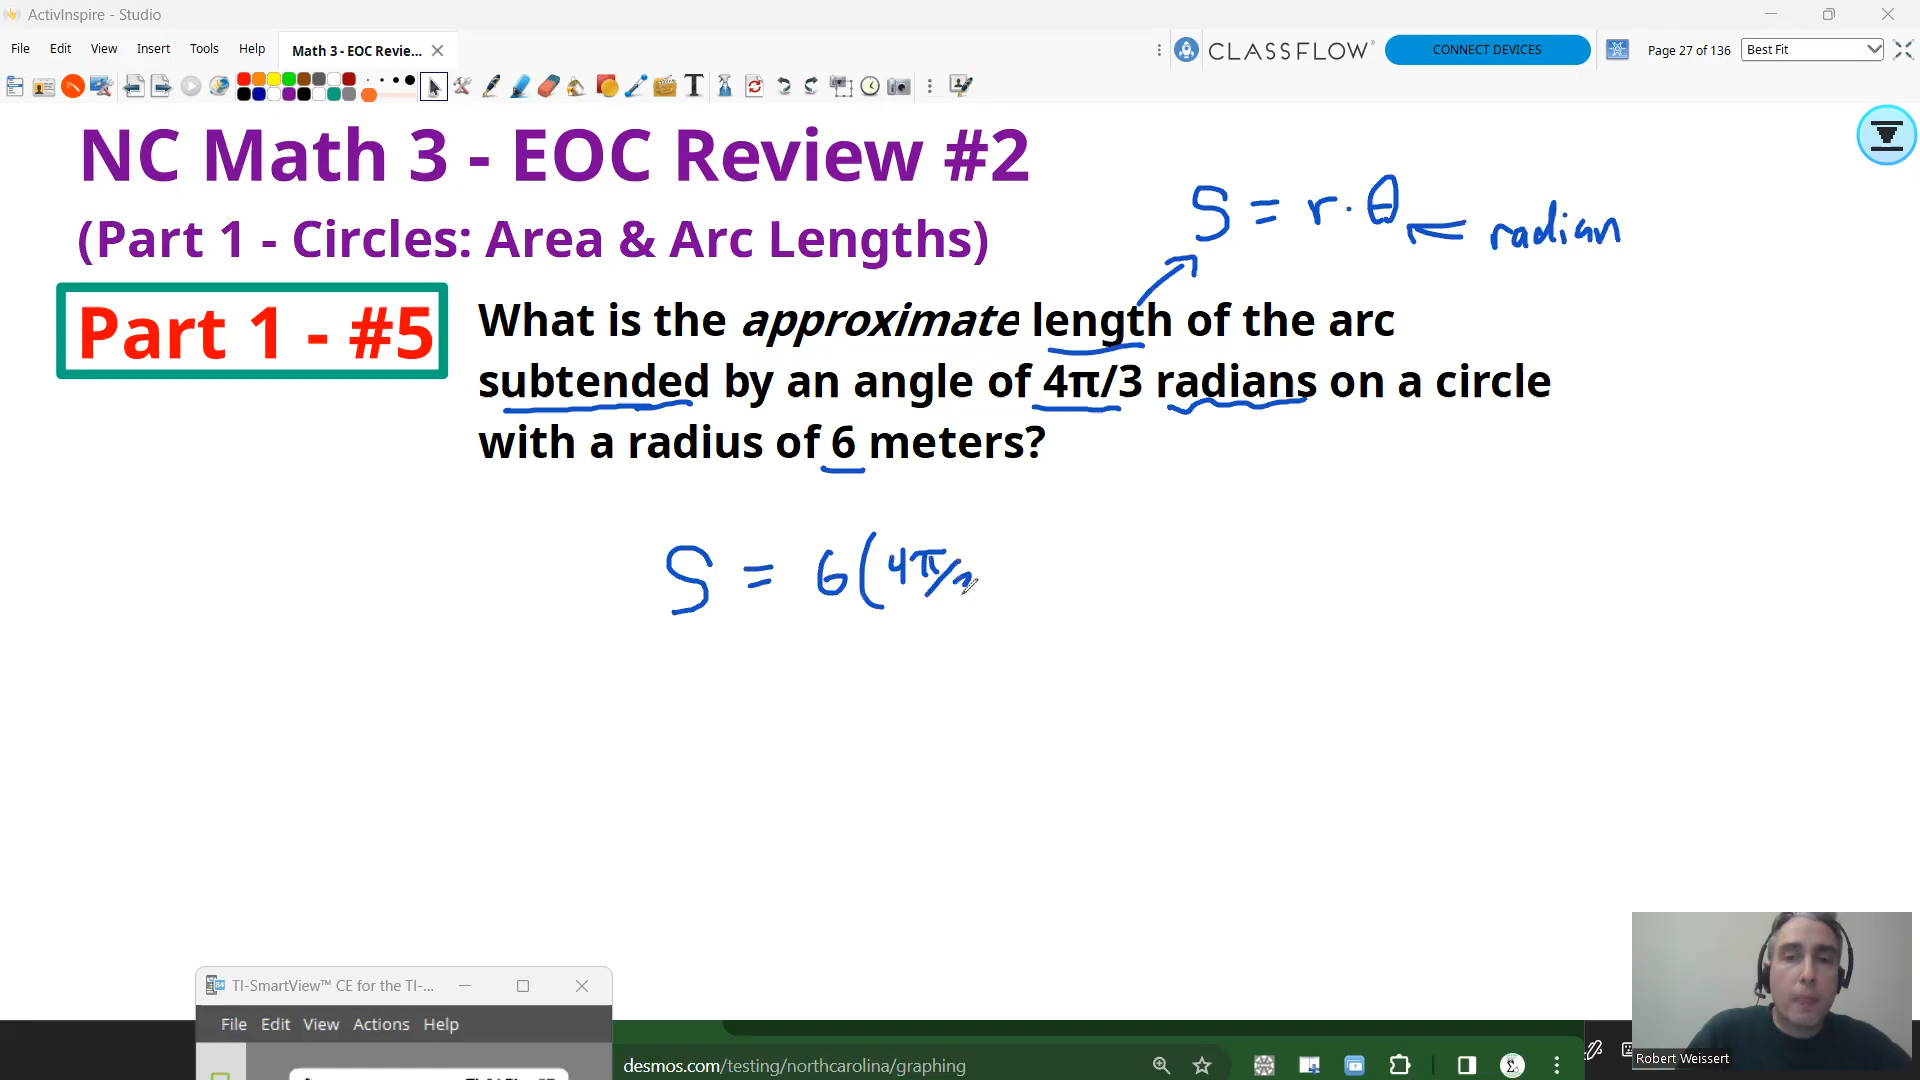 ActivInspire - Studio
File Edit View Insert Tools Help Math 3 - EOC Revie... CLASSFLOW CONNECT DEVICES Page 27 of 136 Best Fit
NC Math 3 - EOC Review #2
(Part 1 - Circles: Area & Arc Lengths)
S = r · θ radian
Part 1 - #5
What is the approximate length of the arc
subtended by an angle of 4π/3 radians on a circle
with a radius of 6 meters?
S = 6(4π/
TI-SmartView™ CE for the TI-...
File Edit View Actions Help
desmos.com/testing/northcarolina/graphing
Robert Weissert